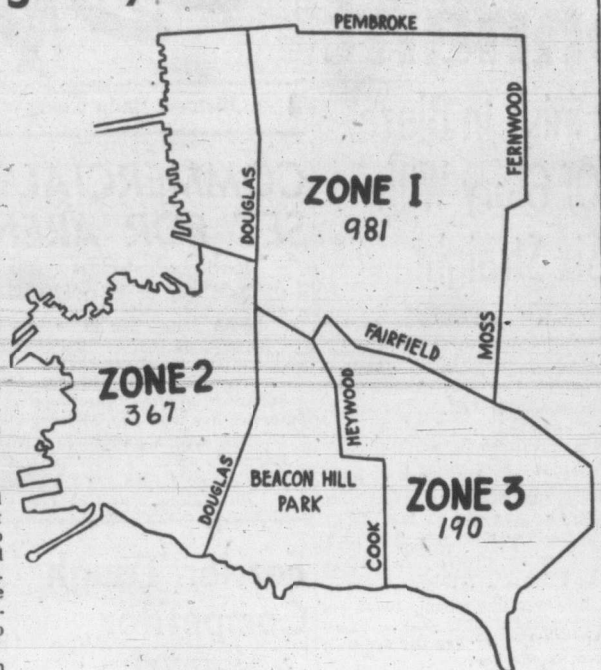 PEMBROKE
FERNWOOD
DOUGLAS
ZONE 1
981
MOSS
FAIRFIELD
ZONE 2
367
HEYWOOD
DOUGLAS
BEACON HILL
PARK
ZONE 3
190
COOK